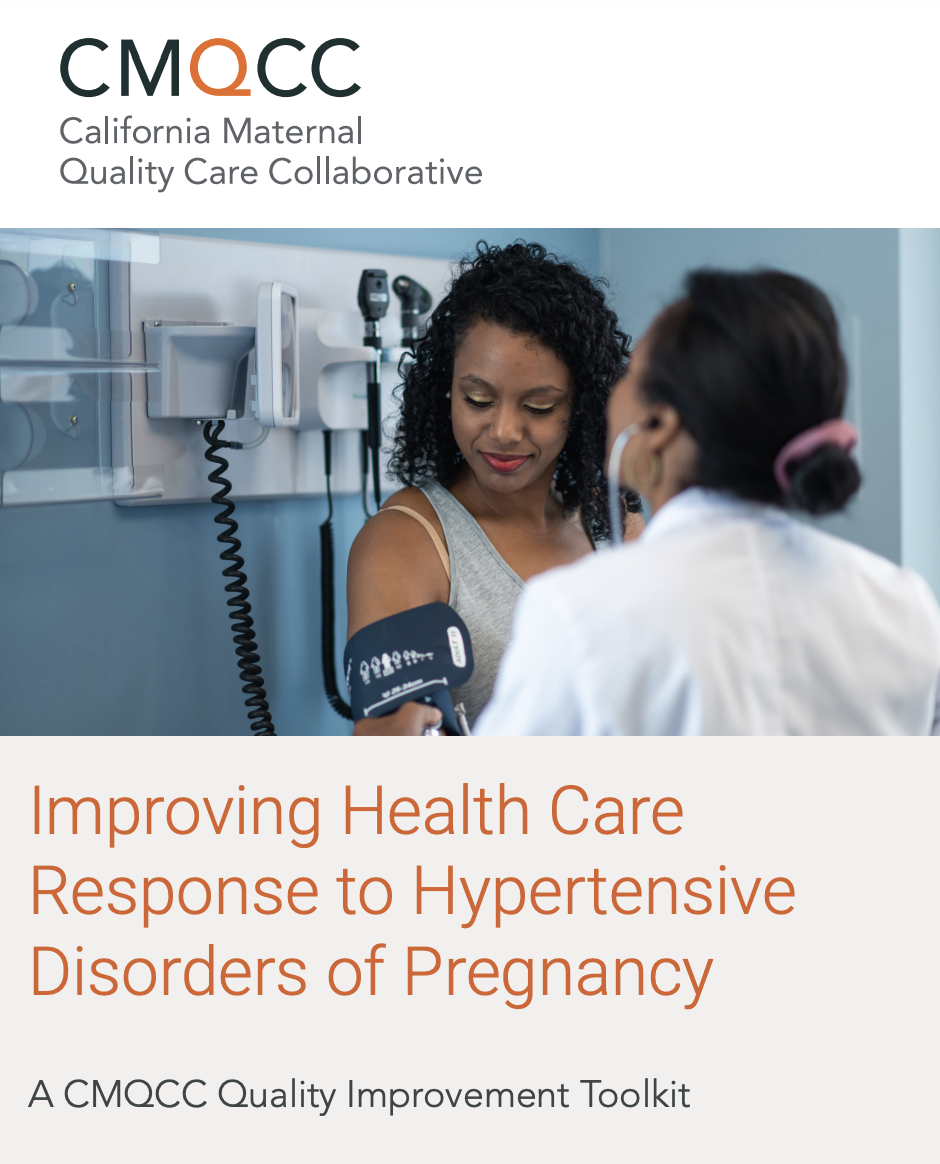 CMQCC
California Maternal
Quality Care Collaborative
Improving Health Care
Response to Hypertensive
Disorders of Pregnancy
A CMQCC Quality Improvement Toolkit